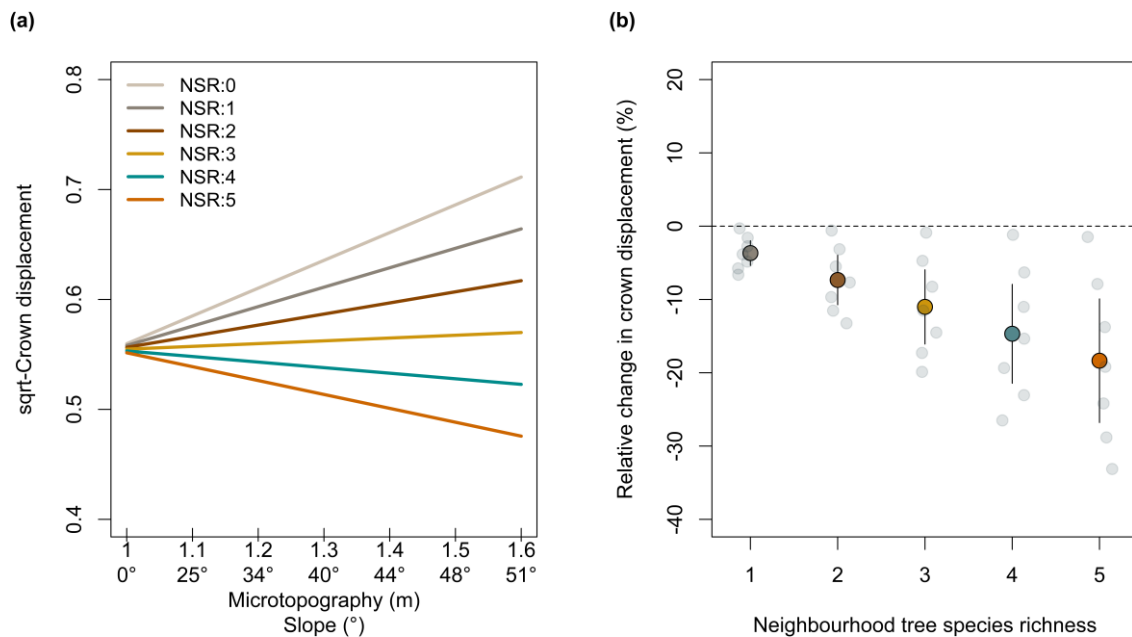 (a)
sqrt-Crown displacement
0.8
0.7
0.6
0.5
0.4
NSR:0
NSR:1
NSR:2
NSR:3
NSR:4
NSR:5
1 1.1 1.2 1.3 1.4 1.5 1.6
0° 25° 34° 40° 44° 48° 51°
Microtopography (m)
Slope (°)
(b)
Relative change in crown displacement (%)
20
10
0
-10
-20
-30
-40
1 2 3 4 5
Neighbourhood tree species richness